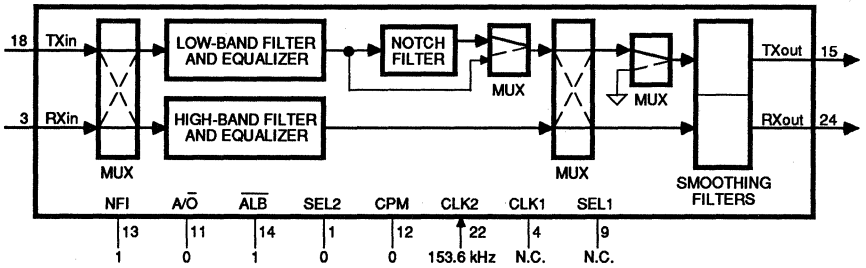 18 TXin LOW-BAND FILTER AND EQUALIZER NOTCH FILTER MUX MUX TXout 15
3 RXin HIGH-BAND FILTER AND EQUALIZER RXout 24
MUX MUX SMOOTHING FILTERS
NFI A/O̅ A̅L̅B̅ SEL2 CPM CLK2 CLK1 SEL1
13 11 14 1 12 22 4 9
1 0 1 0 0 153.6 kHz N.C. N.C.